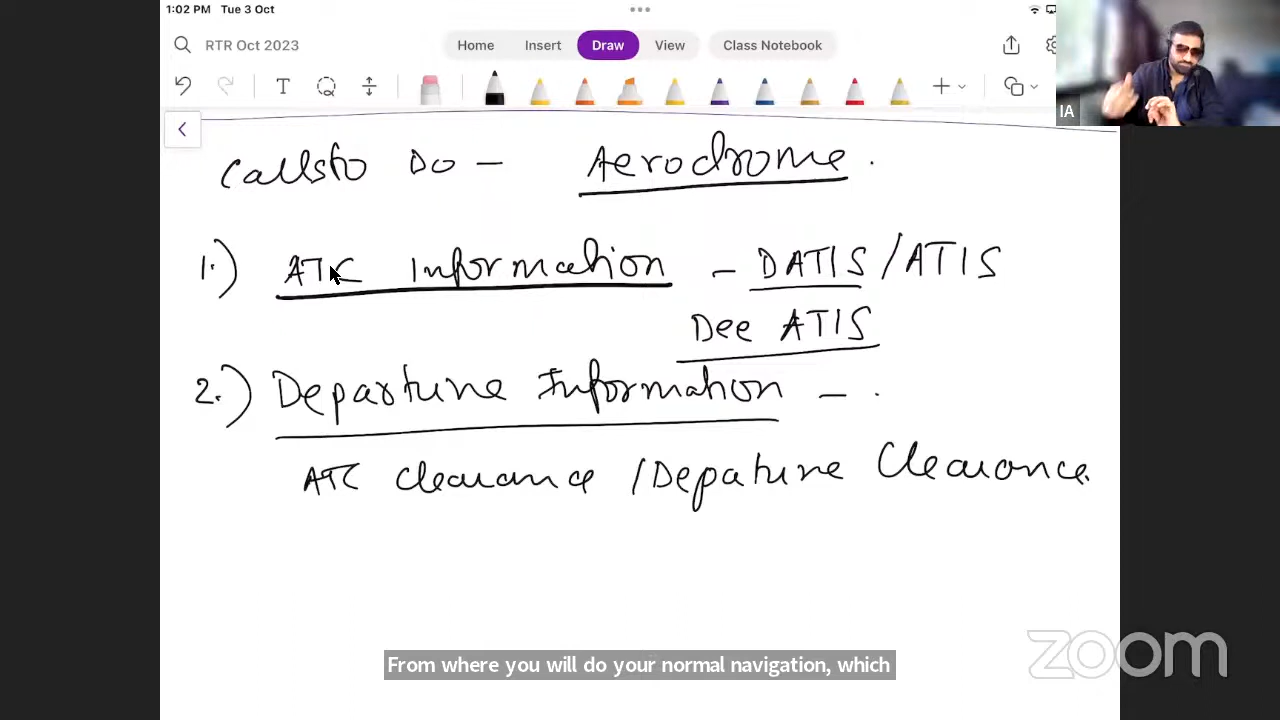 1:02 PM Tue 3 Oct
RTR Oct 2023
Home Insert Draw View Class Notebook
T
IA
Callsto Do - Aerodrome.
1.) ATC Information - DATIS/ATIS
Dee ATIS
2.) Departure Information - .
ATC clearance /Depature Clearance.
From where you will do your normal navigation, which
zoom